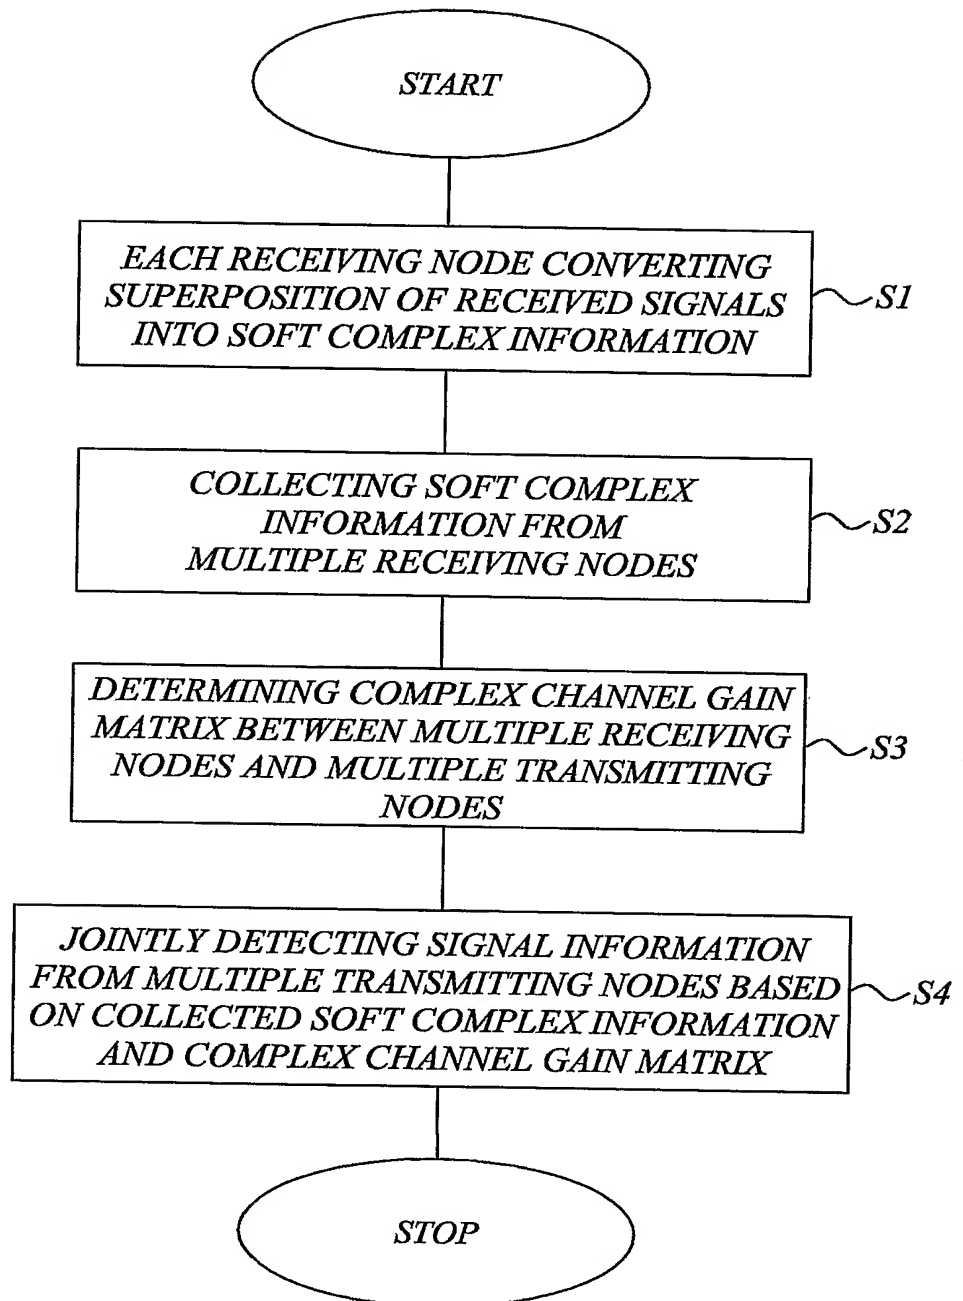 START
EACH RECEIVING NODE CONVERTING
SUPERPOSITION OF RECEIVED SIGNALS
INTO SOFT COMPLEX INFORMATION
S1
COLLECTING SOFT COMPLEX
INFORMATION FROM
MULTIPLE RECEIVING NODES
S2
DETERMINING COMPLEX CHANNEL GAIN
MATRIX BETWEEN MULTIPLE RECEIVING
NODES AND MULTIPLE TRANSMITTING
NODES
S3
JOINTLY DETECTING SIGNAL INFORMATION
FROM MULTIPLE TRANSMITTING NODES BASED
ON COLLECTED SOFT COMPLEX INFORMATION
AND COMPLEX CHANNEL GAIN MATRIX
S4
STOP